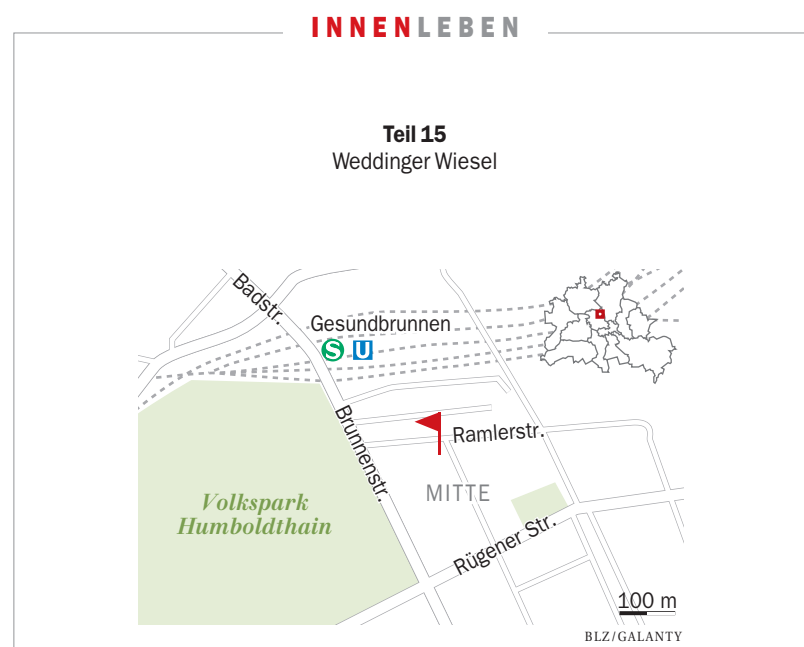 INNENLEBEN
Teil 15
Weddinger Wiesel
Badstr.
Gesundbrunnen
S U
Brunnenstr.
Ramlerstr.
MITTE
Volkspark
Humboldthain
Rügener Str.
100 m
BLZ/GALANTY